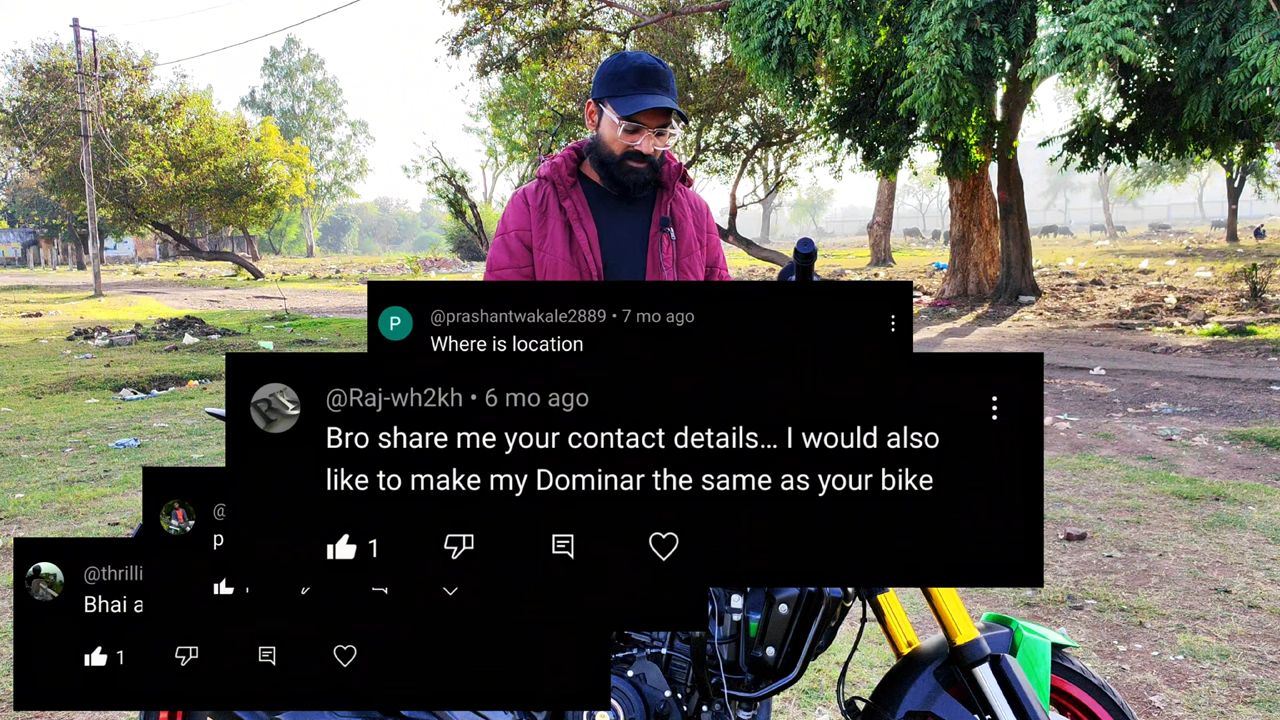 P
@prashantwakale2889 • 7 mo ago
Where is location
@Raj-wh2kh • 6 mo ago
Bro share me your contact details... I would also
like to make my Dominar the same as your bike
1
@
p
@thrilli
Bhai a
1